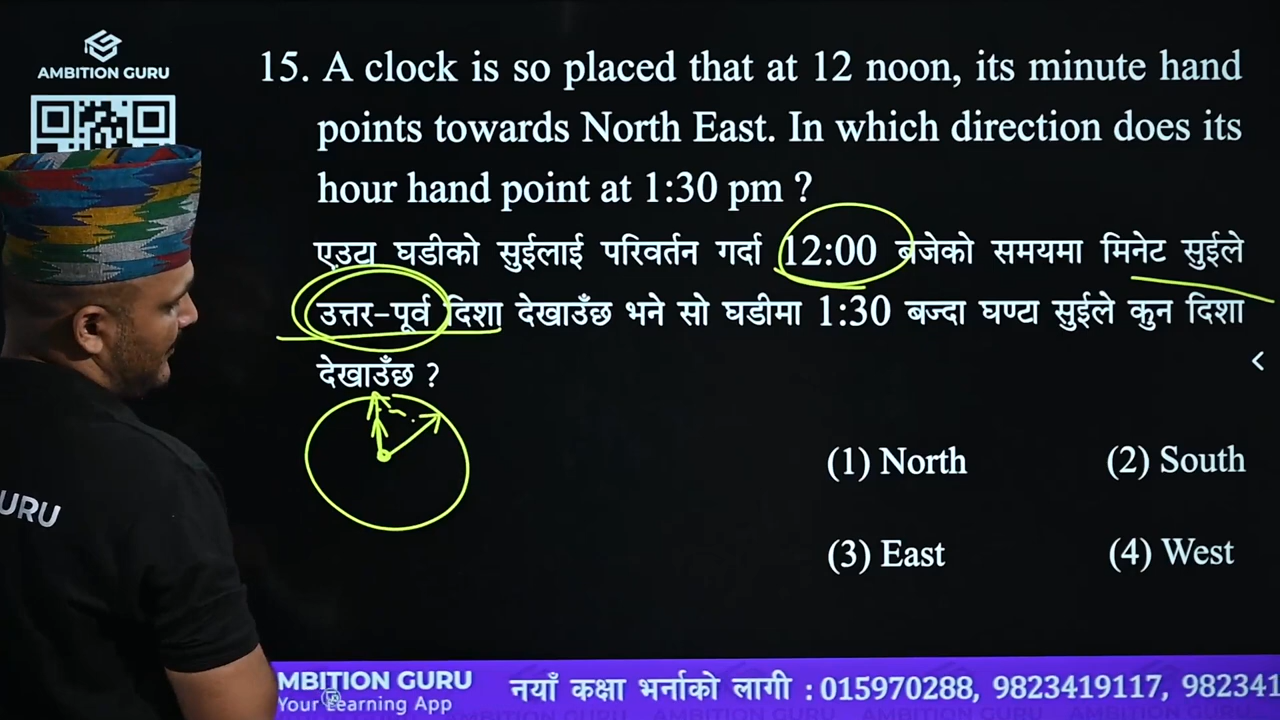 AMBITION GURU
15. A clock is so placed that at 12 noon, its minute hand
points towards North East. In which direction does its
hour hand point at 1:30 pm ?
एउटा घडीको सुईलाई परिवर्तन गर्दा 12:00 बजेको समयमा मिनेट सुईले
उत्तर-पूर्व दिशा देखाउँछ भने सो घडीमा 1:30 बज्दा घण्टा सुईले कुन दिशा
देखाउँछ ?
(1) North (2) South
(3) East (4) West
URU
MBITION GURU
Your Learning App
नयाँ कक्षा भर्नाको लागी : 015970288, 9823419117, 982341